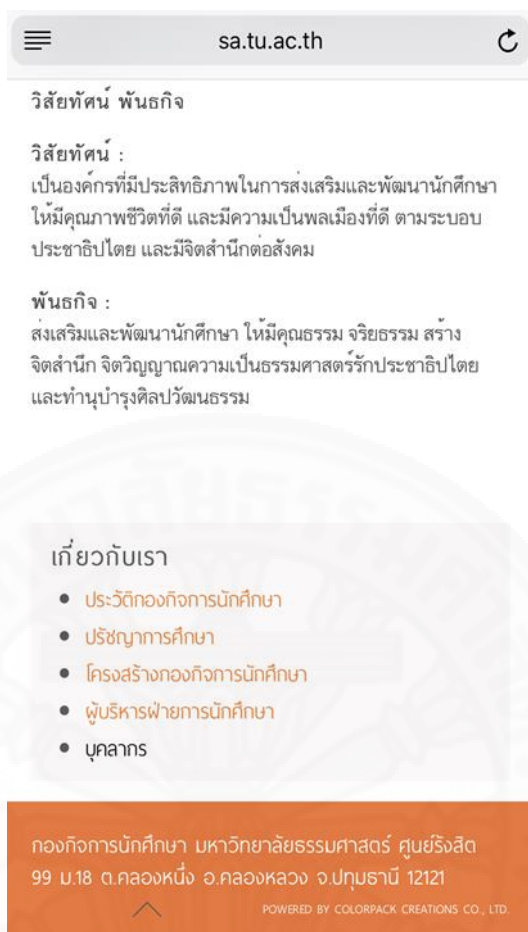 sa.tu.ac.th
วิสัยทัศน์ พันธกิจ
วิสัยทัศน์ :
เป็นองค์กรที่มีประสิทธิภาพในการส่งเสริมและพัฒนานักศึกษา
ให้มีคุณภาพชีวิตที่ดี และมีความเป็นพลเมืองที่ดี ตามระบอบ
ประชาธิปไตย และมีจิตสำนึกต่อสังคม
พันธกิจ :
ส่งเสริมและพัฒนานักศึกษา ให้มีคุณธรรม จริยธรรม สร้าง
จิตสำนึก จิตวิญญาณความเป็นธรรมศาสตร์รักประชาธิปไตย
และทำนุบำรุงศิลปวัฒนธรรม
เกี่ยวกับเรา
ประวัติกองกิจการนักศึกษา
ปรัชญาการศึกษา
โครงสร้างกองกิจการนักศึกษา
ผู้บริหารฝ่ายการนักศึกษา
บุคลากร
กองกิจการนักศึกษา มหาวิทยาลัยธรรมศาสตร์ ศูนย์รังสิต
99 ม.18 ต.คลองหนึ่ง อ.คลองหลวง จ.ปทุมธานี 12121
POWERED BY COLORPACK CREATIONS CO., LTD.